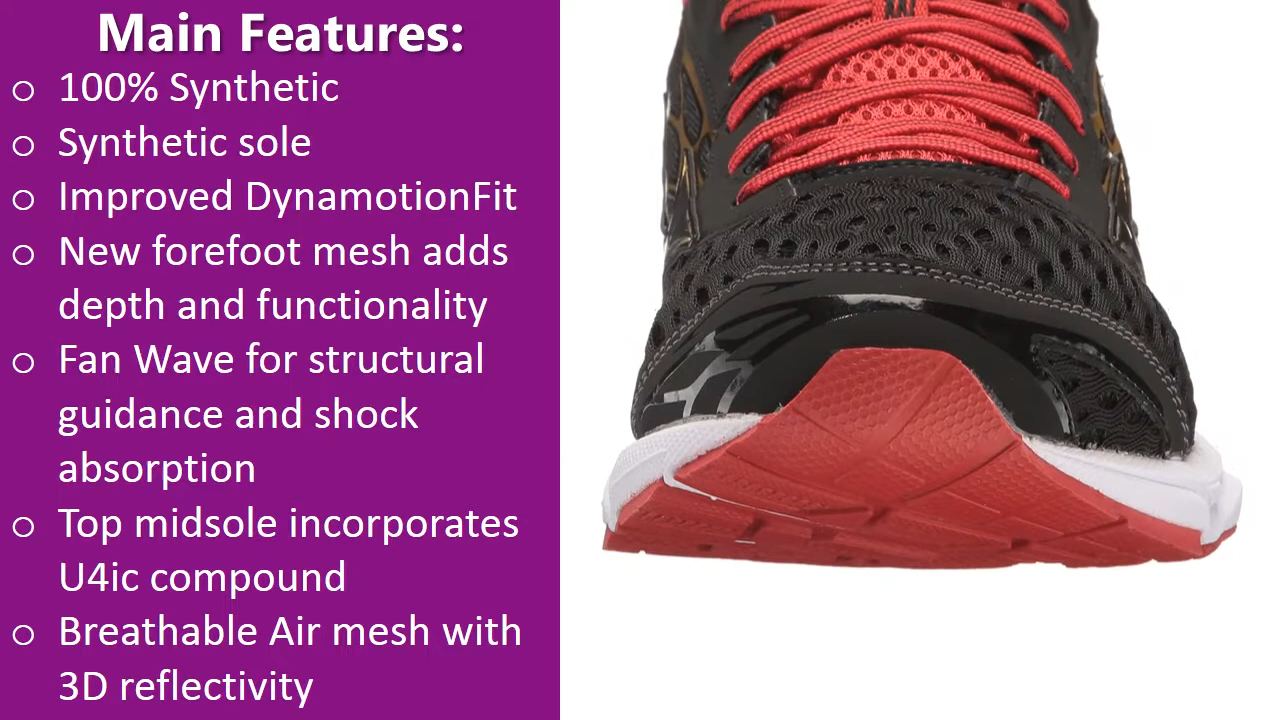 Main Features:
o 100% Synthetic
o Synthetic sole
o Improved DynamotionFit
o New forefoot mesh adds
depth and functionality
o Fan Wave for structural
guidance and shock
absorption
o Top midsole incorporates
U4ic compound
o Breathable Air mesh with
3D reflectivity